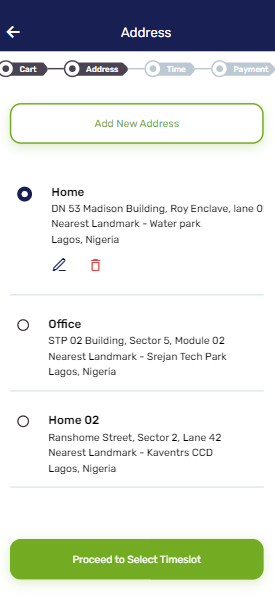 Address
Cart Address Time Payment
Add New Address
Home
DN 53 Madison Building, Roy Enclave, lane 0
Nearest Landmark - Water park
Lagos, Nigeria
Office
STP 02 Building, Sector 5, Module 02
Nearest Landmark - Srejan Tech Park
Lagos, Nigeria
Home 02
Ranshome Street, Sector 2, Lane 42
Nearest Landmark - Kaventrs CCD
Lagos, Nigeria
Proceed to Select Timeslot